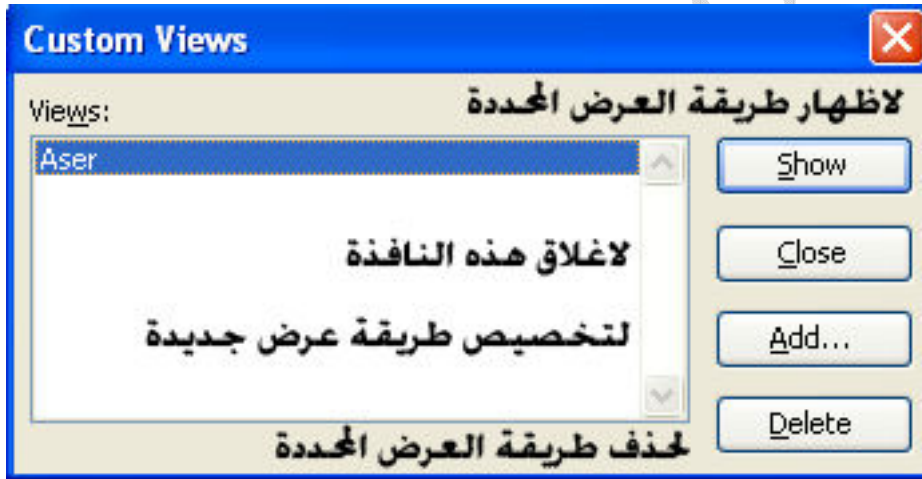 Custom Views
لاظهار طريقة العرض المحددة
Views:
Aser
Show
لاغلاق هذه النافذة
Close
لتخصيص طريقة عرض جديدة
Add...
لحذف طريقة العرض المحددة
Delete